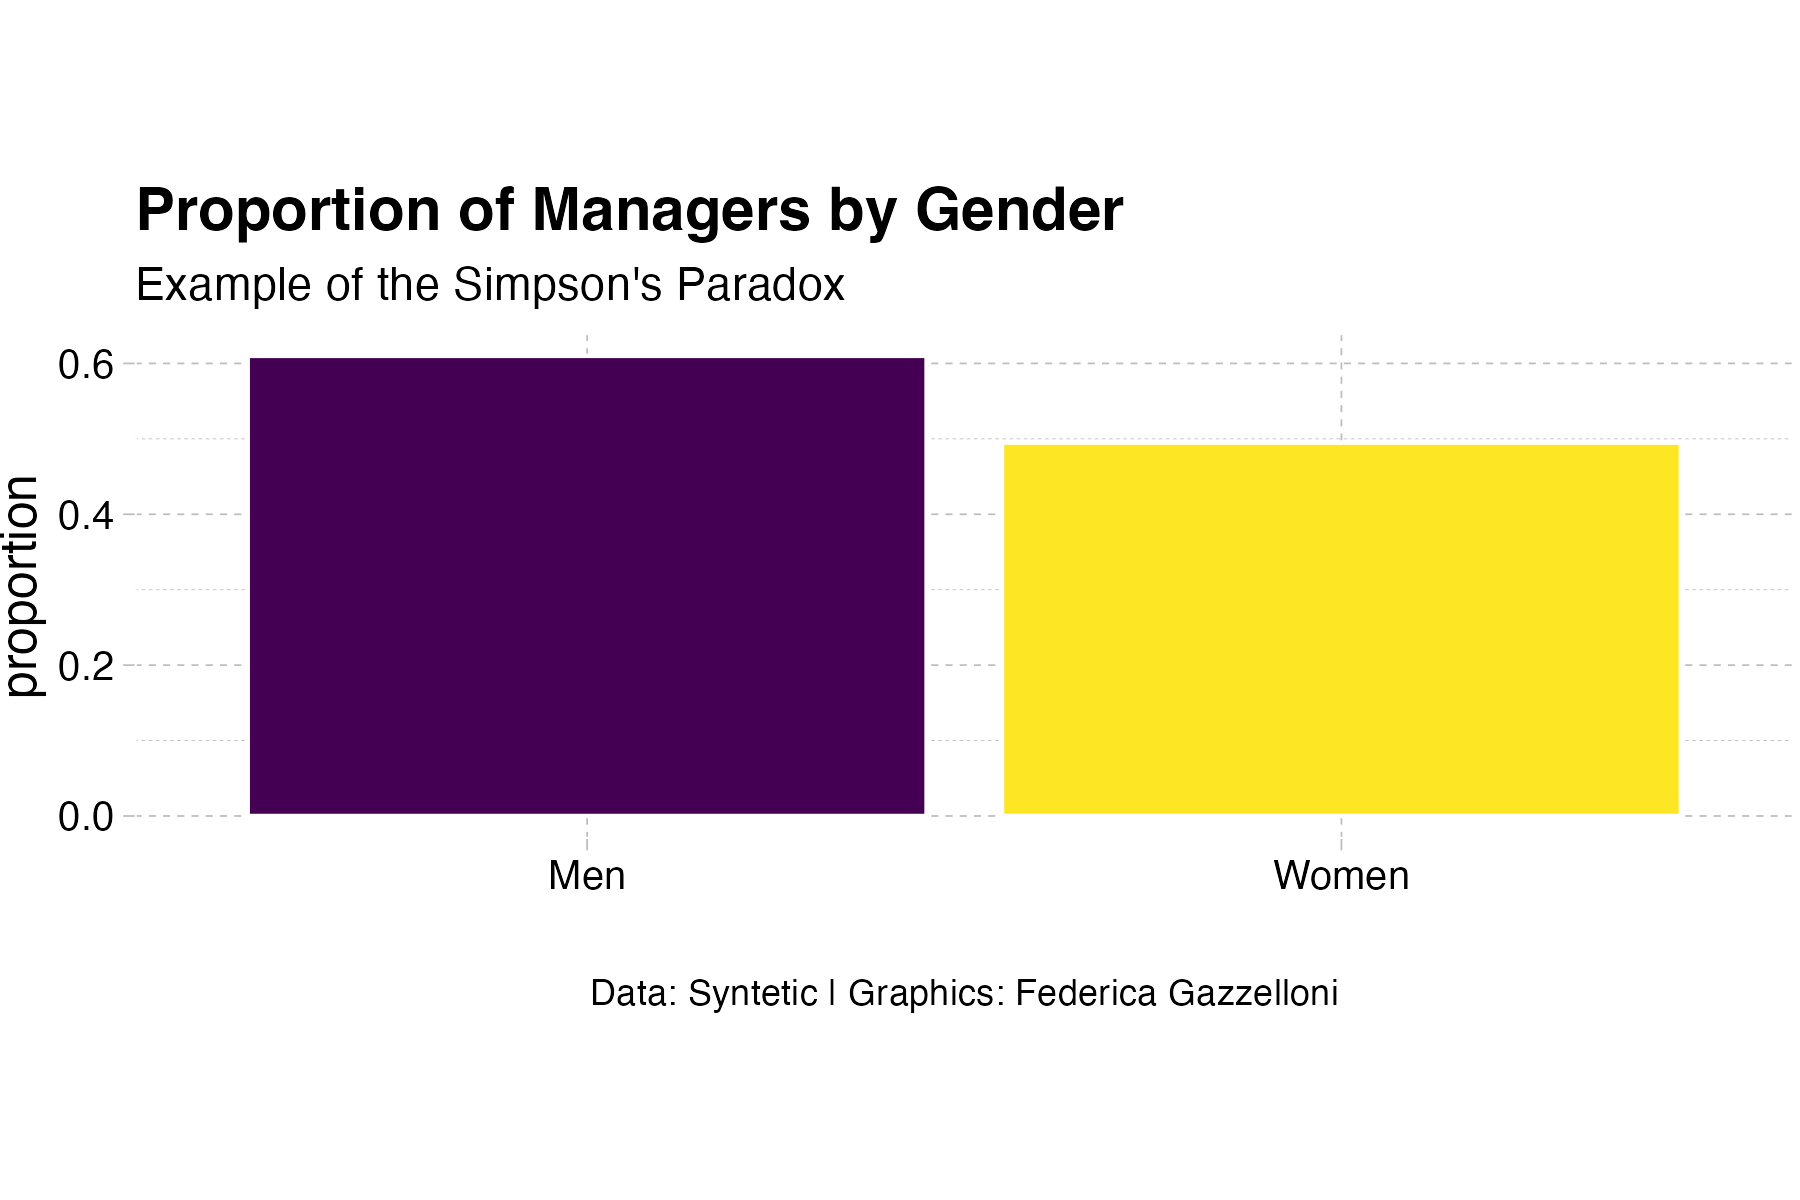 Proportion of Managers by Gender
Example of the Simpson's Paradox
0.6
0.4
0.2
0.0
proportion
Men
Women
Data: Syntetic | Graphics: Federica Gazzelloni